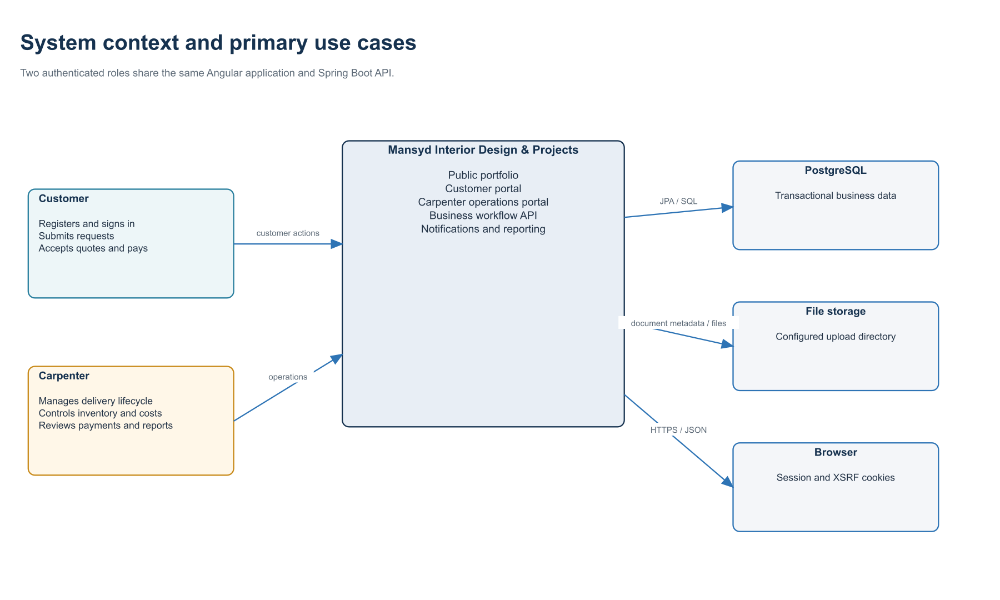 System context and primary use cases
Two authenticated roles share the same Angular application and Spring Boot API.
Customer
Registers and signs in
Submits requests
Accepts quotes and pays
customer actions
Carpenter
Manages delivery lifecycle
Controls inventory and costs
Reviews payments and reports
operations
Mansyd Interior Design & Projects
Public portfolio
Customer portal
Carpenter operations portal
Business workflow API
Notifications and reporting
JPA / SQL
PostgreSQL
Transactional business data
document metadata / files
File storage
Configured upload directory
HTTPS / JSON
Browser
Session and XSRF cookies